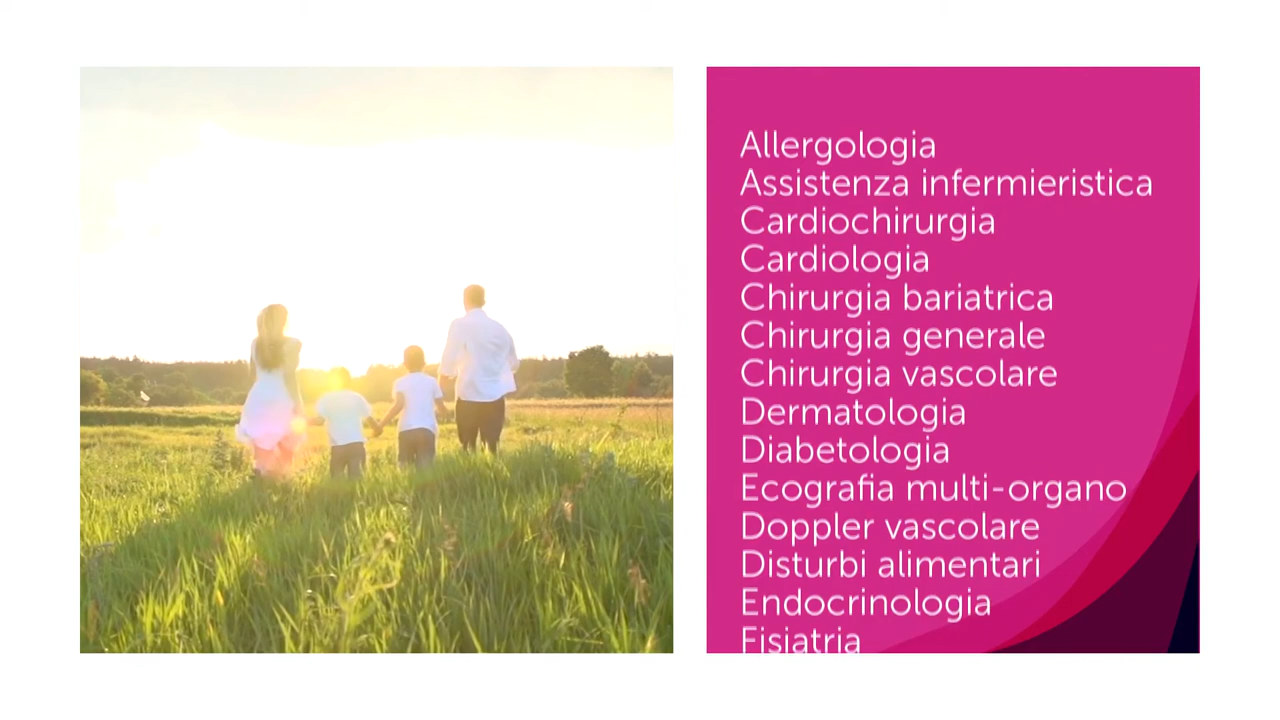 Allergologia
Assistenza infermieristica
Cardiochirurgia
Cardiologia
Chirurgia bariatrica
Chirurgia generale
Chirurgia vascolare
Dermatologia
Diabetologia
Ecografia multi-organo
Doppler vascolare
Disturbi alimentari
Endocrinologia
Fisiatria